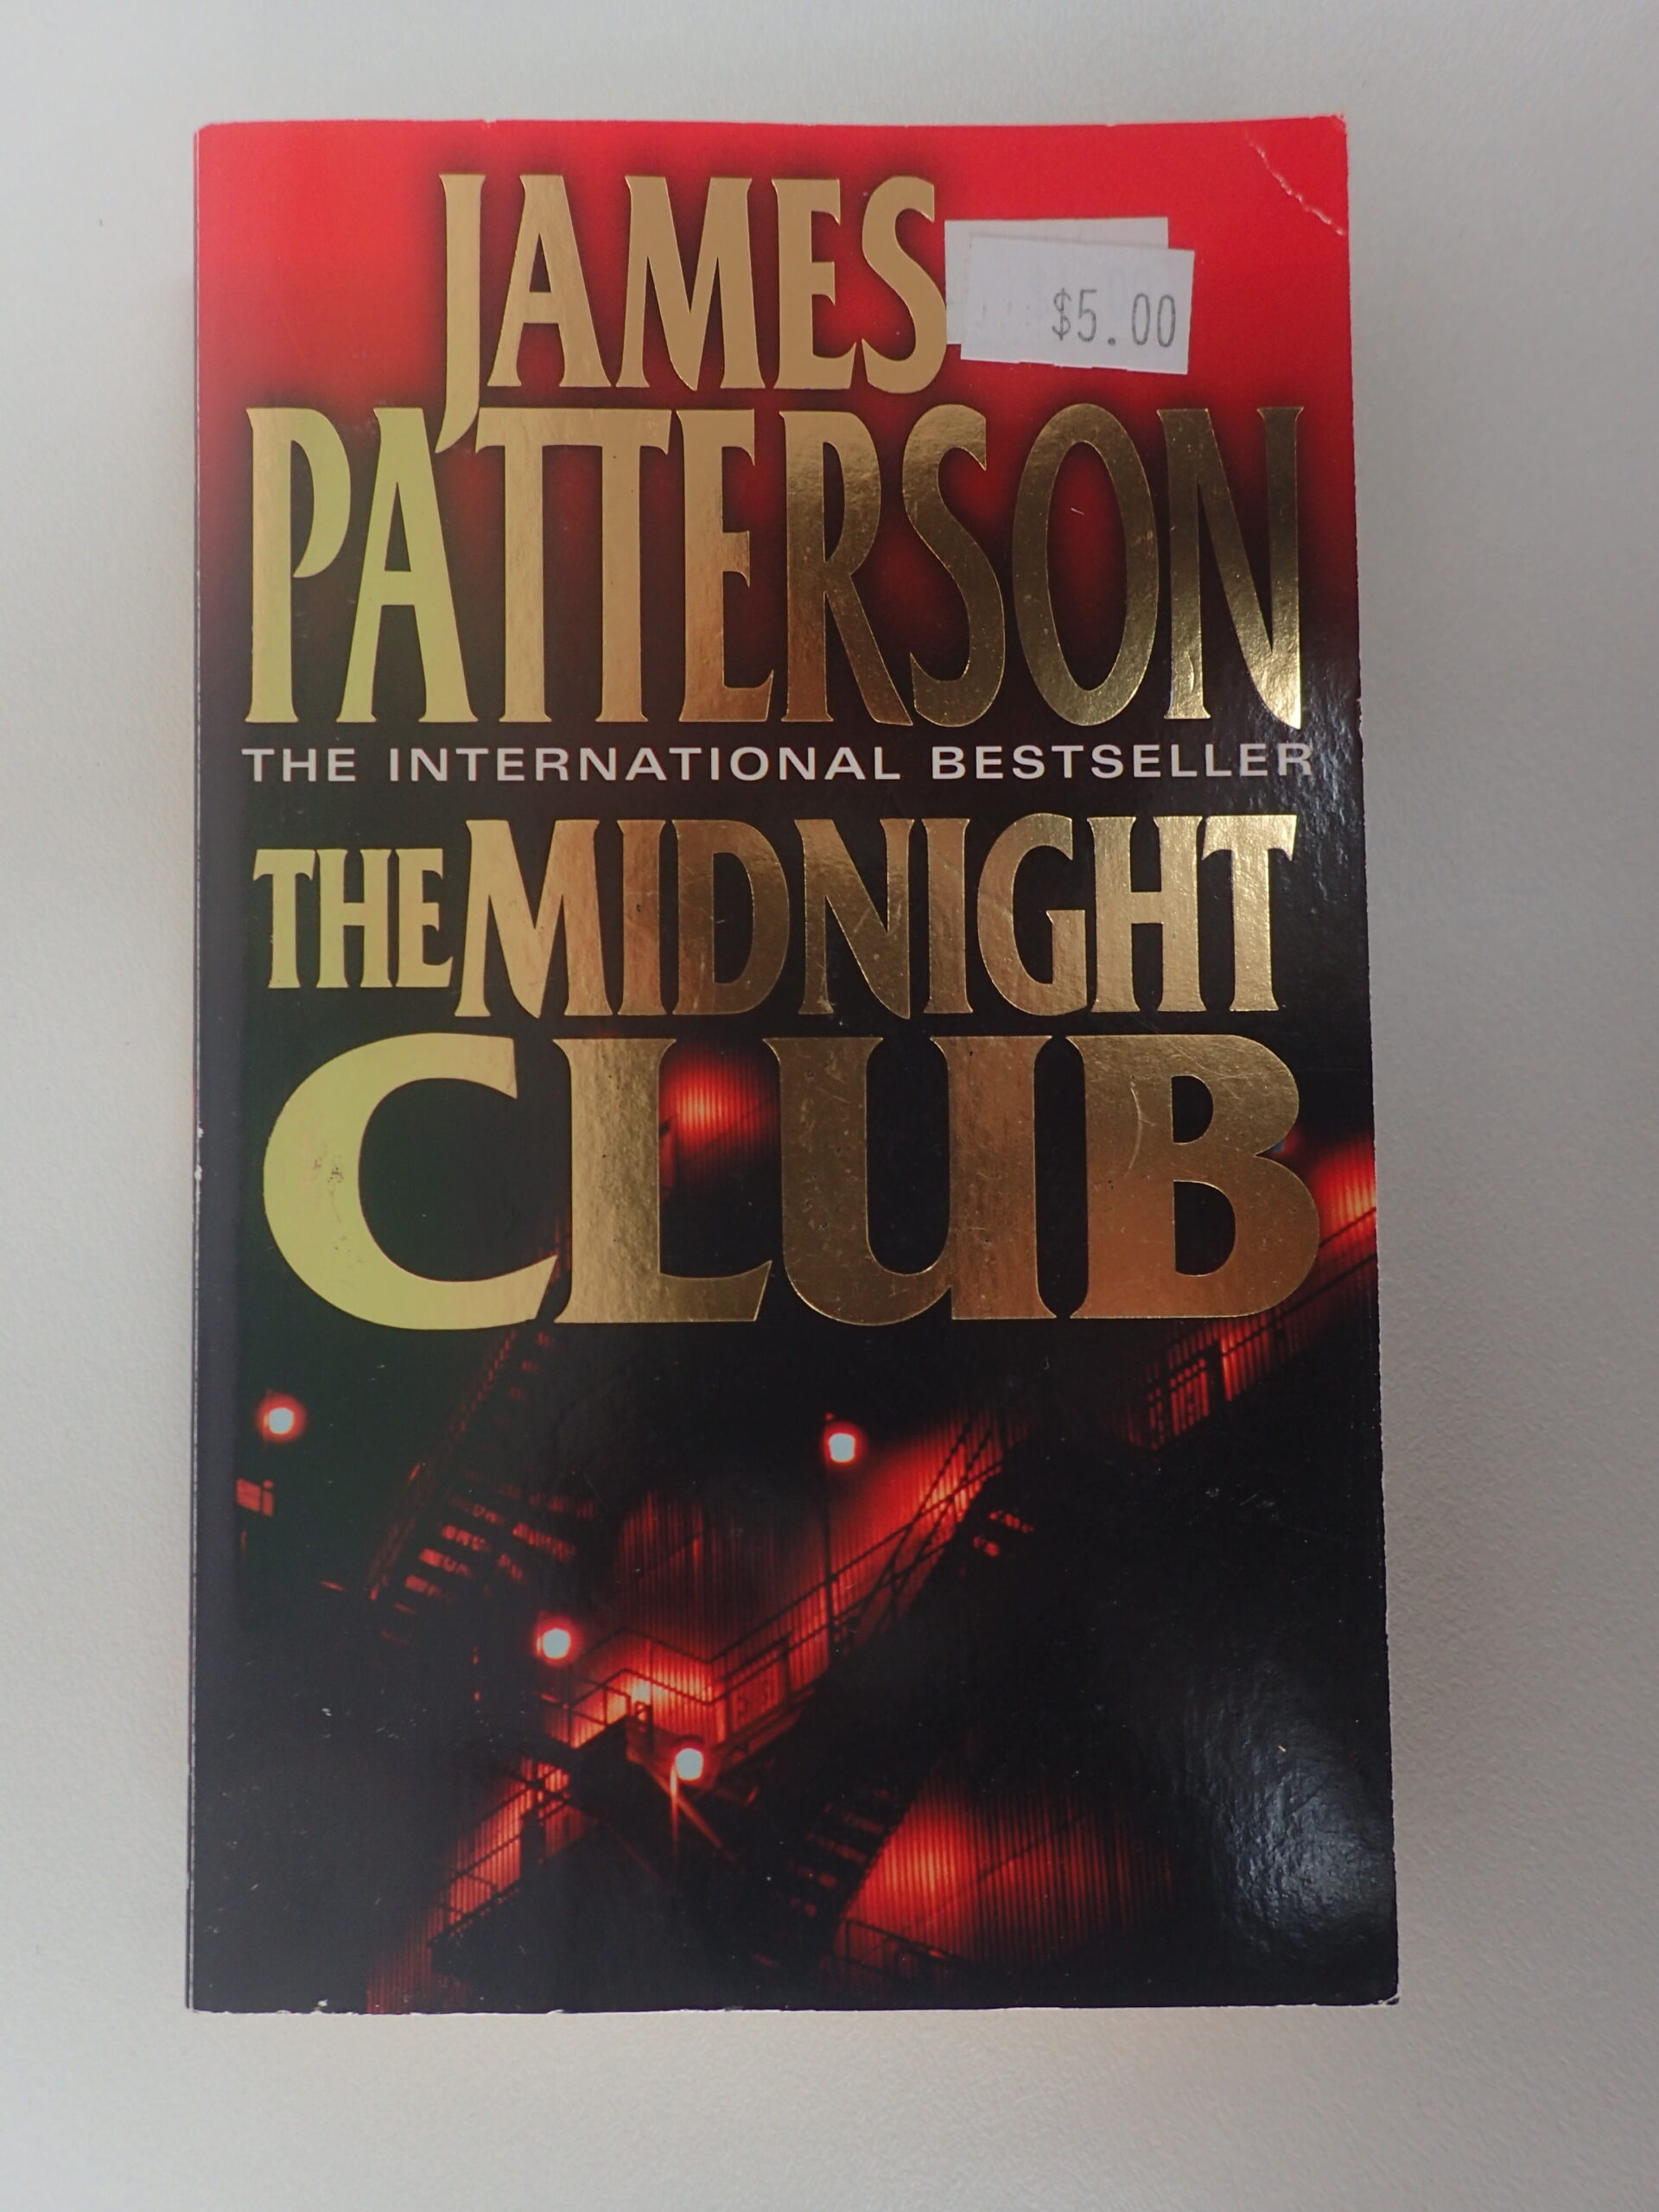 JAMES
$5.00
PATTERSON
THE INTERNATIONAL BESTSELLER
THE MIDNIGHT
CLUB